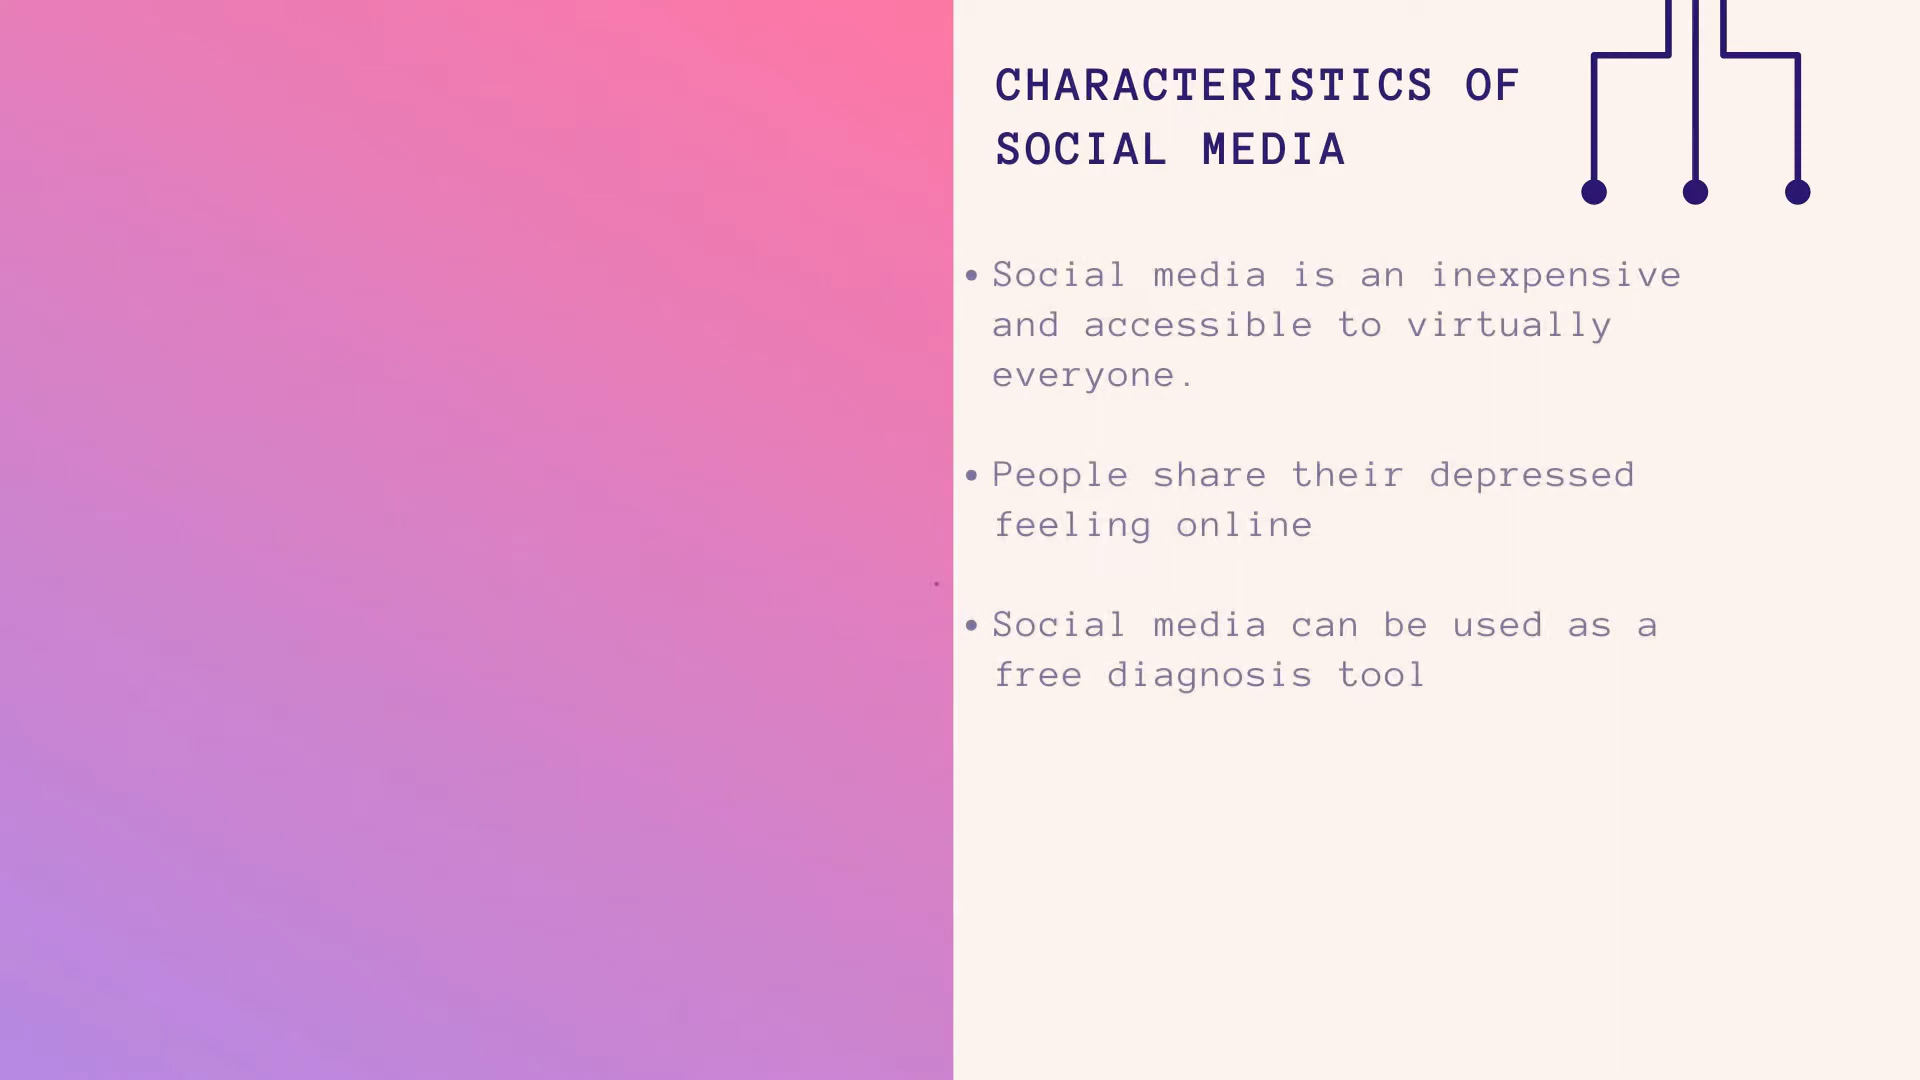 CHARACTERISTICS OF
SOCIAL MEDIA
• Social media is an inexpensive
and accessible to virtually
everyone.
• People share their depressed
feeling online
• Social media can be used as a
free diagnosis tool